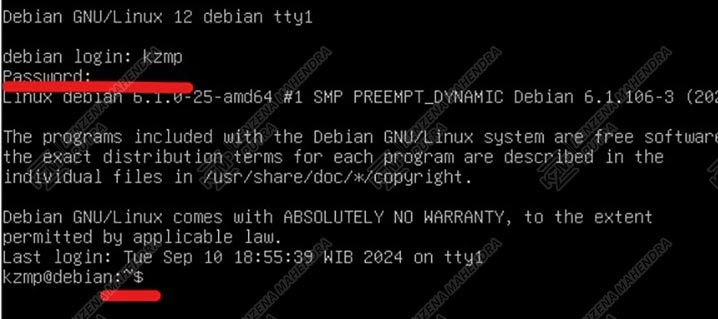 Debian GNU/Linux 12 debian tty1
debian login: kzmp
Password:
Linux debian 6.1.0-25-amd64 #1 SMP PREEMPT_DYNAMIC Debian 6.1.106-3 (202
The programs included with the Debian GNU/Linux system are free software
the exact distribution terms for each program are described in the
individual files in /usr/share/doc/*/copyright.
Debian GNU/Linux comes with ABSOLUTELY NO WARRANTY, to the extent
permitted by applicable law.
Last login: Tue Sep 10 18:55:39 WIB 2024 on tty1
kzmp@debian:~$